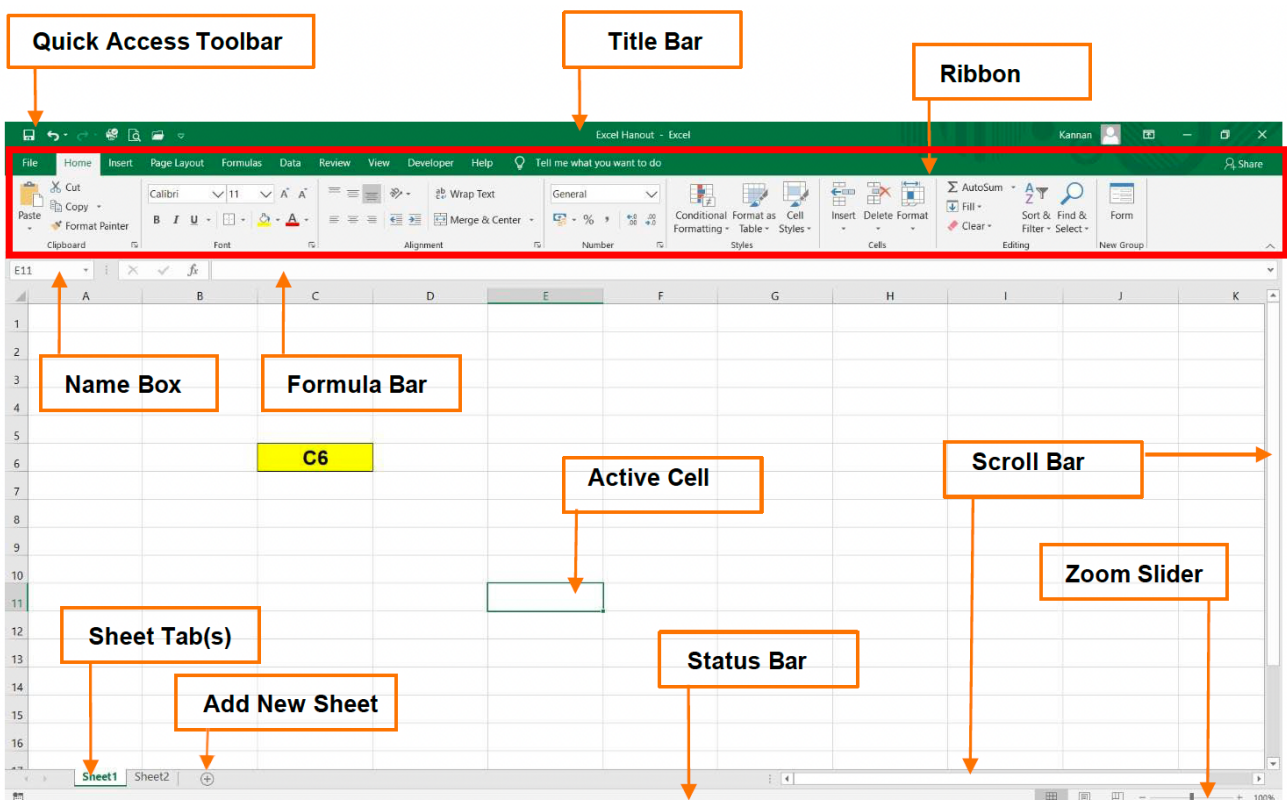 Quick Access Toolbar
Title Bar
Ribbon
Excel Hanout - Excel
Kannan
File Home Insert Page Layout Formulas Data Review View Developer Help Tell me what you want to do Share
Cut
Calibri 11
Wrap Text
General
AutoSum
Copy
Fill
Paste
Format Painter
B I U
A
Merge & Center
%
Conditional Formatting
Format as Table
Cell Styles
Insert Delete Format
Clear
Sort & Filter
Find & Select
Form
Clipboard Font Alignment Number Styles Cells Editing New Group
E11
fx
A B C D E F G H I J K
1
2
3
Name Box
Formula Bar
4
5
6
C6
Scroll Bar
Active Cell
7
8
9
10
Zoom Slider
11
12
Sheet Tab(s)
13
Status Bar
14
Add New Sheet
15
16
17
Sheet1 Sheet2
100%